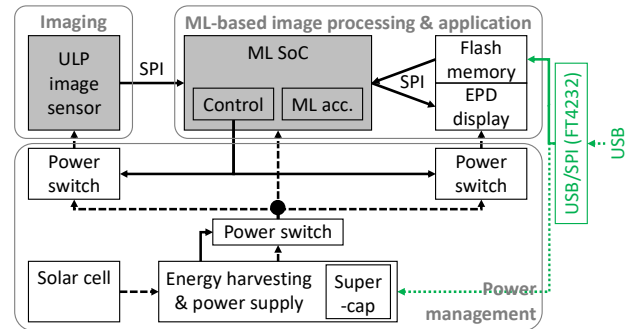 Imaging
ML-based image processing & application
ULP
image
sensor
SPI
ML SoC
Control
ML acc.
SPI
Flash
memory
EPD
display
USB/SPI (FT4232)
USB
Power
switch
Power
switch
Power switch
Solar cell
Energy harvesting
& power supply
Super
-cap
Power
management